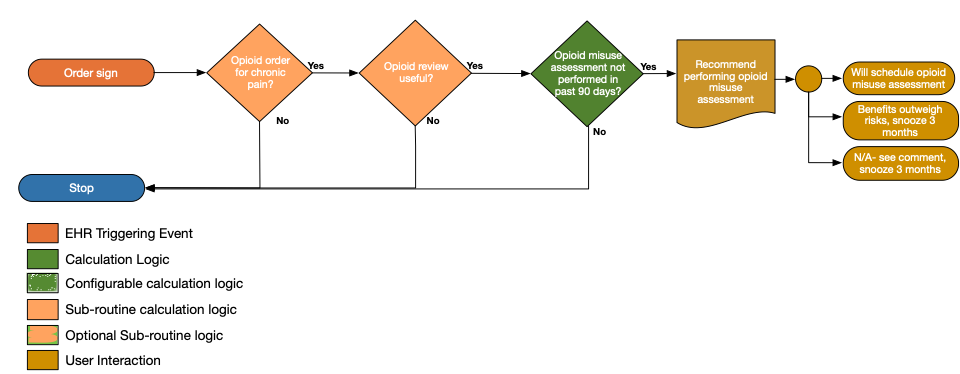 Order sign
Opioid order
for chronic
pain?
Yes
No
Opioid review
useful?
Yes
No
Opioid misuse
assessment not
performed in
past 90 days?
Yes
No
Recommend
performing opioid
misuse
assessment
Will schedule opioid
misuse assessment
Benefits outweigh
risks, snooze 3
months
N/A- see comment,
snooze 3 months
Stop
EHR Triggering Event
Calculation Logic
Configurable calculation logic
Sub-routine calculation logic
Optional Sub-routine logic
User Interaction